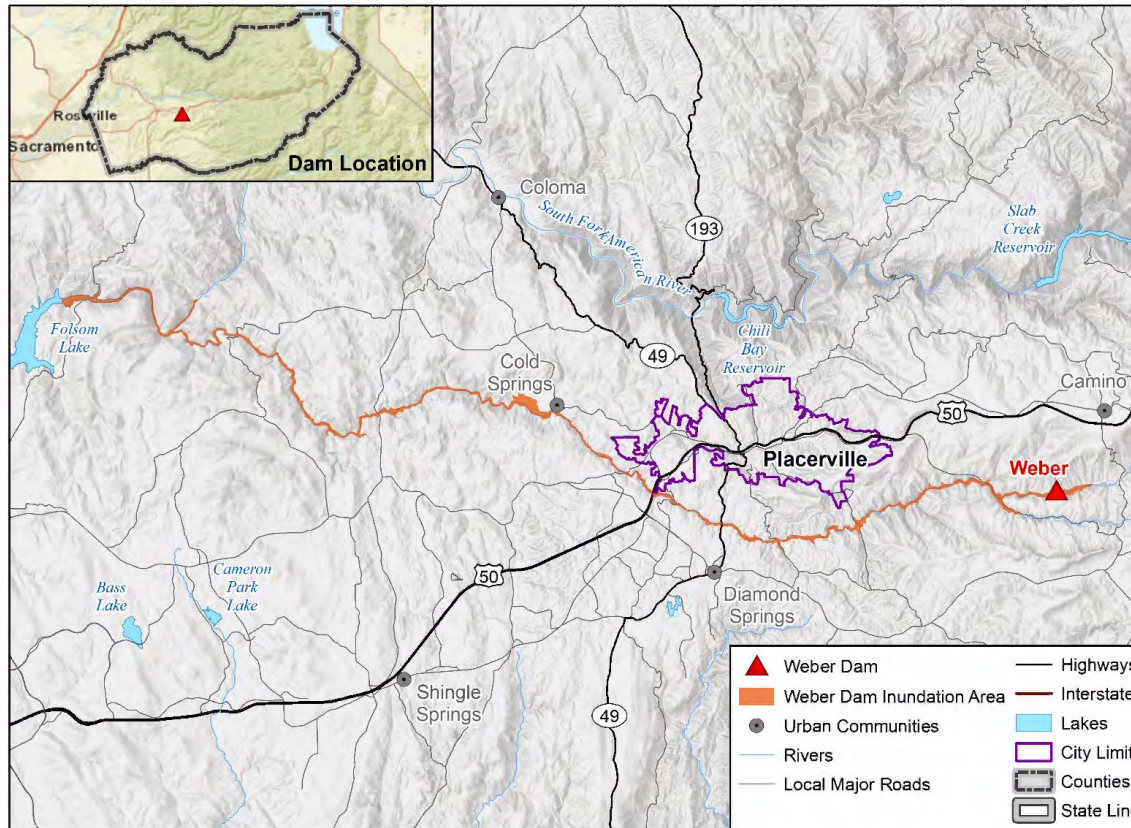 Roseville
Sacramento
Dam Location
Coloma
South Fork American River
193
Slab
Creek
Reservoir
Folsom
Lake
49
Chili
Bay
Reservoir
Cold
Springs
Camino
50
Placerville
Weber
50
Diamond
Springs
Bass
Lake
Cameron
Park
Lake
Shingle
Springs
49
Weber Dam
Weber Dam Inundation Area
Urban Communities
Rivers
Local Major Roads
Highways
Interstate
Lakes
City Limit
Counties
State Lin